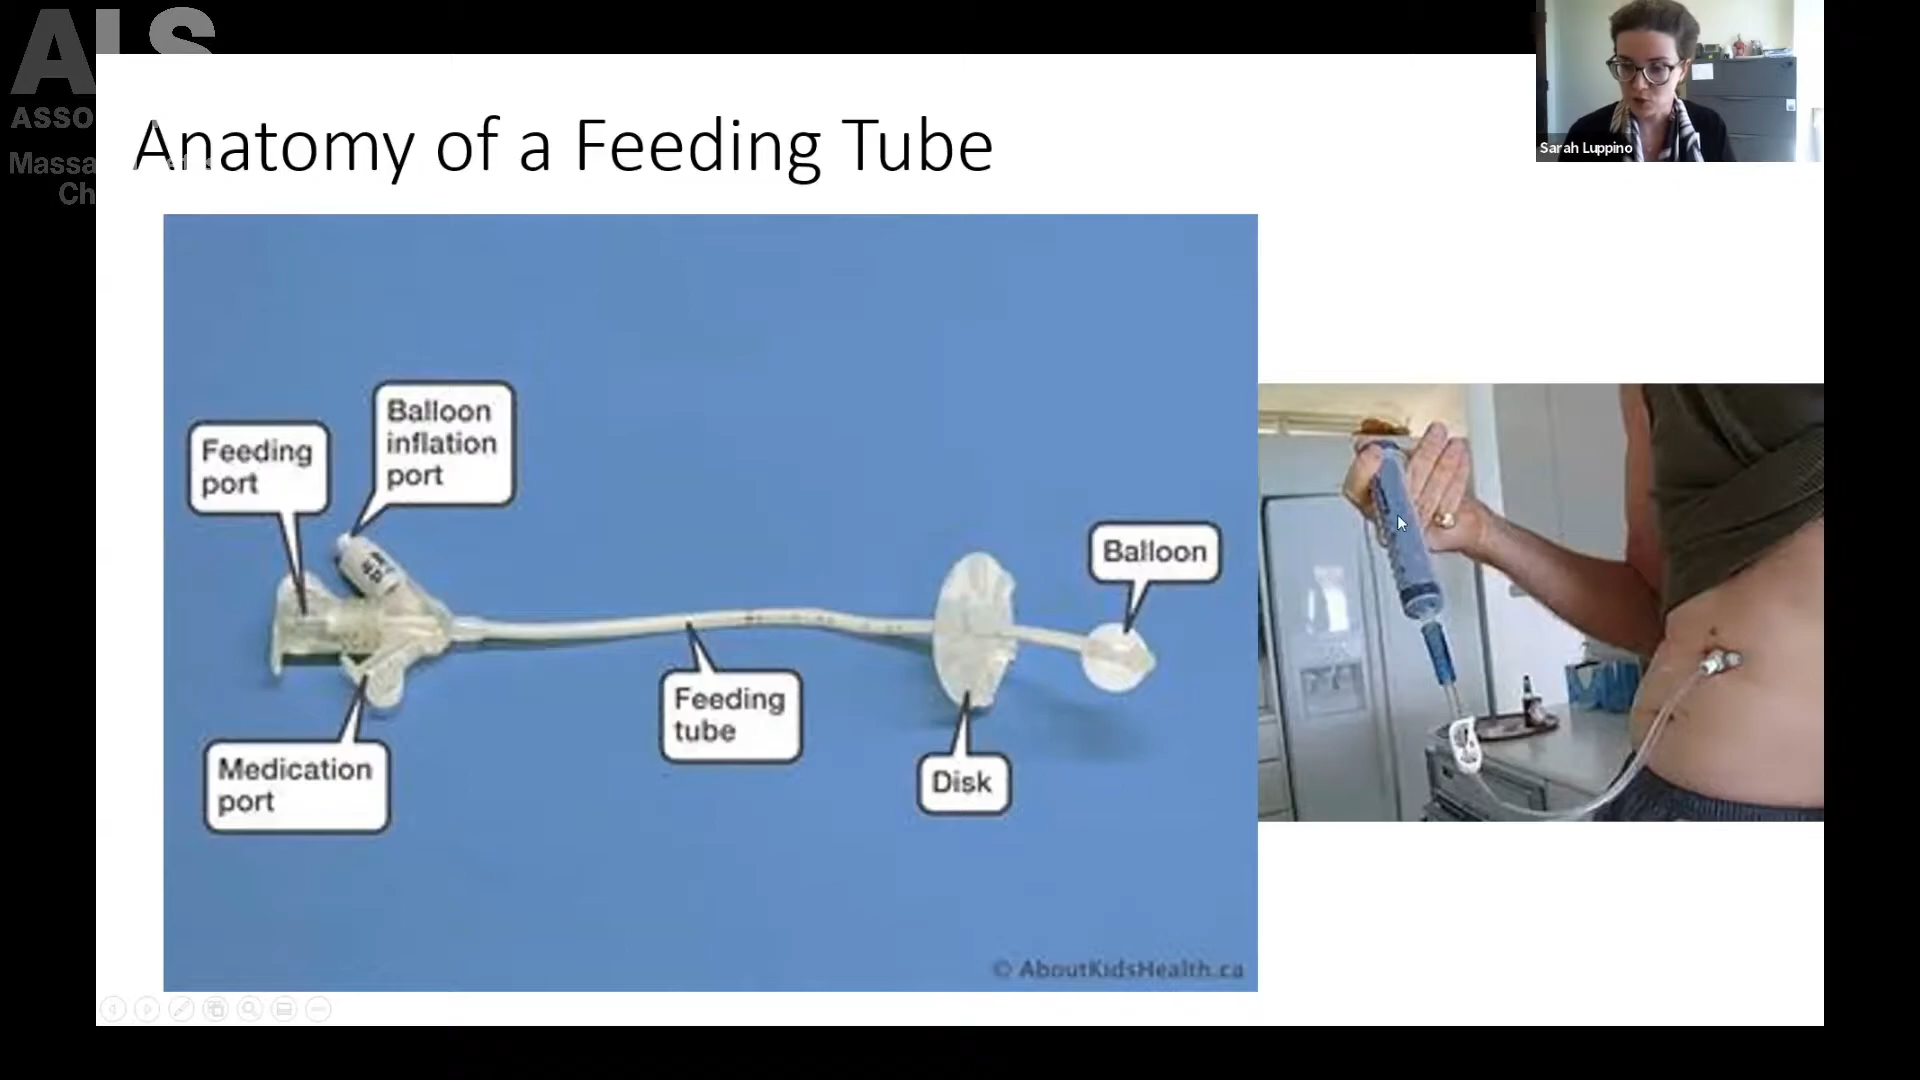 ALS
ASSO
Massa
Ch
Sarah Luppino
Anatomy of a Feeding Tube
Balloon
inflation
port
Feeding
port
Balloon
Feeding
tube
Medication
port
Disk
© AboutKidsHealth.ca